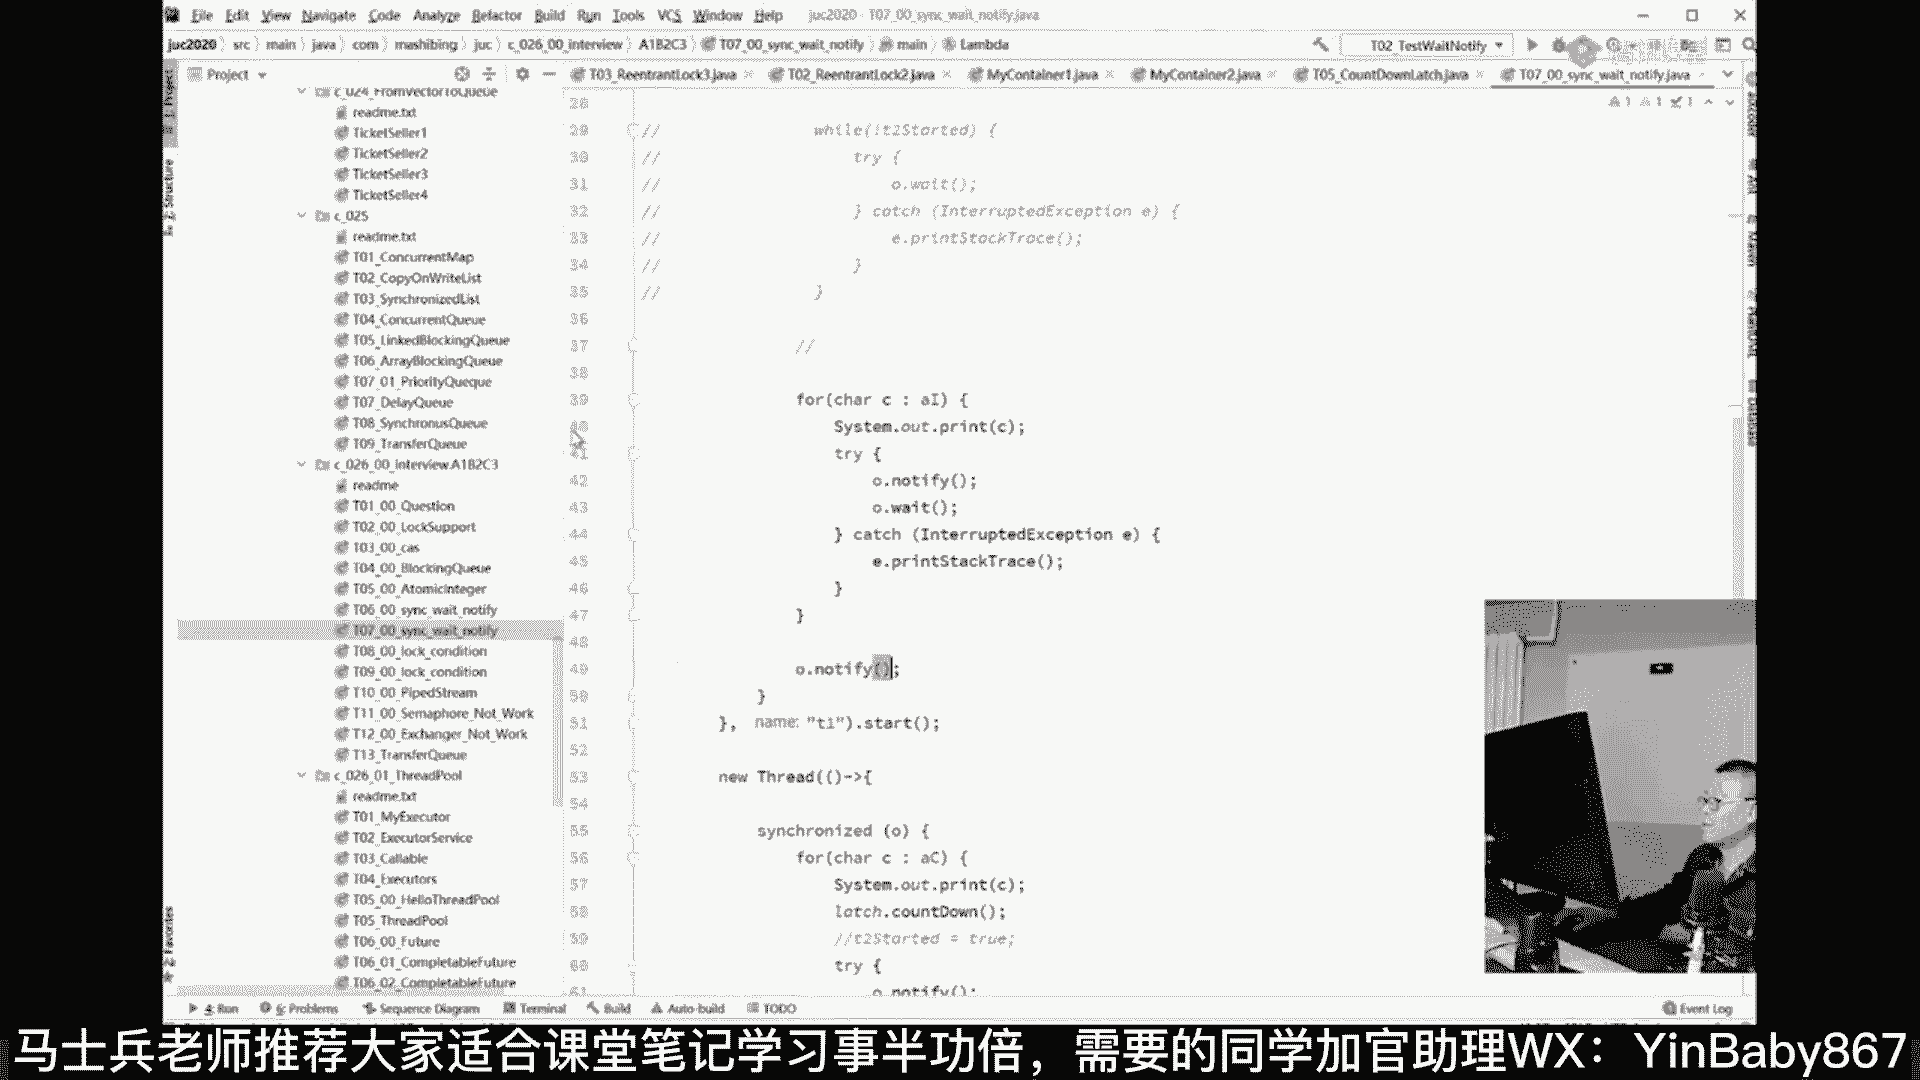 File Edit View Navigate Code Analyze Refactor Build Run Tools VCS Window Help juc2020 - T07_00_sync_wait_notify.java
juc2020 src main java com mashibing juc c_026_00_interview A1B2C3 T07_00_sync_wait_notify main Lambda T02_TestWaitNotify
Project
T03_ReentrantLock3.java T02_ReentrantLock2.java MyContainer1.java MyContainer2.java T05_CountDownLatch.java T07_00_sync_wait_notify.java
1: Project
2: Structure
2: Favorites
c_024_FromVectorToQueue
readme.txt
TicketSeller1
TicketSeller2
TicketSeller3
TicketSeller4
c_025
readme.txt
T01_ConcurrentMap
T02_CopyOnWriteList
T03_SynchronizedList
T04_ConcurrentQueue
T05_LinkedBlockingQueue
T06_ArrayBlockingQueue
T07_01_PriorityQueque
T07_DelayQueue
T08_SynchronusQueue
T09_TransferQueue
c_026_00_interview.A1B2C3
readme
T01_00_Question
T02_00_LockSupport
T03_00_cas
T04_00_BlockingQueue
T05_00_AtomicInteger
T06_00_sync_wait_notify
T07_00_sync_wait_notify
T08_00_lock_condition
T09_00_lock_condition
T10_00_PipedStream
T11_00_Semaphore_Not_Work
T12_00_Exchanger_Not_Work
T13_TransferQueue
c_026_01_ThreadPool
readme.txt
T01_MyExecutor
T02_ExecutorService
T03_Callable
T04_Executors
T05_00_HelloThreadPool
T05_ThreadPool
T06_00_Future
T06_01_CompletableFuture
T06_02_CompletableFuture
28
29 // while(!t2Started) {
30 // try {
31 // o.wait();
32 // } catch (InterruptedException e) {
33 // e.printStackTrace();
34 // }
35 // }
36
37 //
38
39 for(char c : aI) {
40 System.out.print(c);
41 try {
42 o.notify();
43 o.wait();
44 } catch (InterruptedException e) {
45 e.printStackTrace();
46 }
47 }
48
49 o.notify();
50 }
51 }, name: "t1").start();
52
53 new Thread(()->{
54
55 synchronized (o) {
56 for(char c : aC) {
57 System.out.print(c);
58 latch.countDown();
59 //t2Started = true;
60 try {
61 o.notify();
4: Run 6: Problems Sequence Diagram Terminal Build Auto-build TODO Event Log
马士兵老师推荐大家适合课堂笔记学习事半功倍，需要的同学加官助理WX：YinBaby867